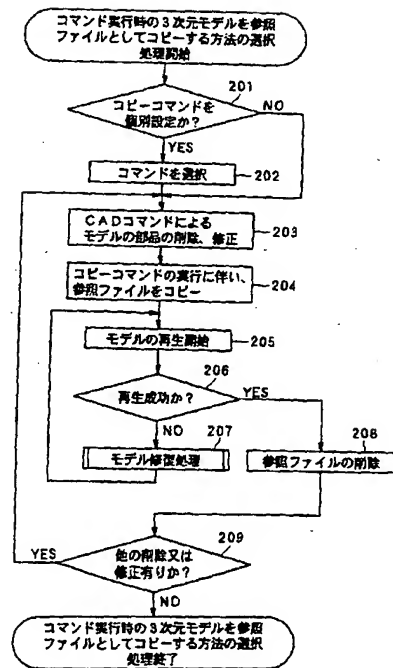 コマンド実行時の3次元モデルを参照
ファイルとしてコピーする方法の選択
処理開始
201
コピーコマンドを
個別設定か?
NO
YES
コマンドを選択
202
CADコマンドによる
モデルの部品の削除、修正
203
コピーコマンドの実行に伴い、
参照ファイルをコピー
204
モデルの再生開始
205
206
再生成功か?
YES
NO
207
208
モデル修復処理
参照ファイルの削除
209
YES
他の削除又は
修正有りか?
NO
コマンド実行時の3次元モデルを参照
ファイルとしてコピーする方法の選択
処理終了